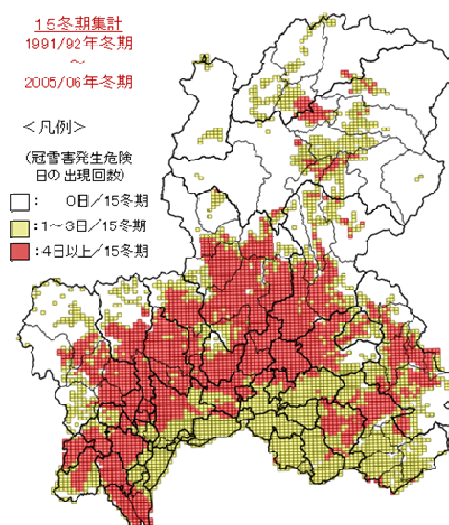 15冬期集計
1991/92年冬期
～
2005/06年冬期
＜凡例＞
(冠雪害発生危険
日の出現回数)
： 0日／15冬期
：1～3日／15冬期
：4日以上／15冬期